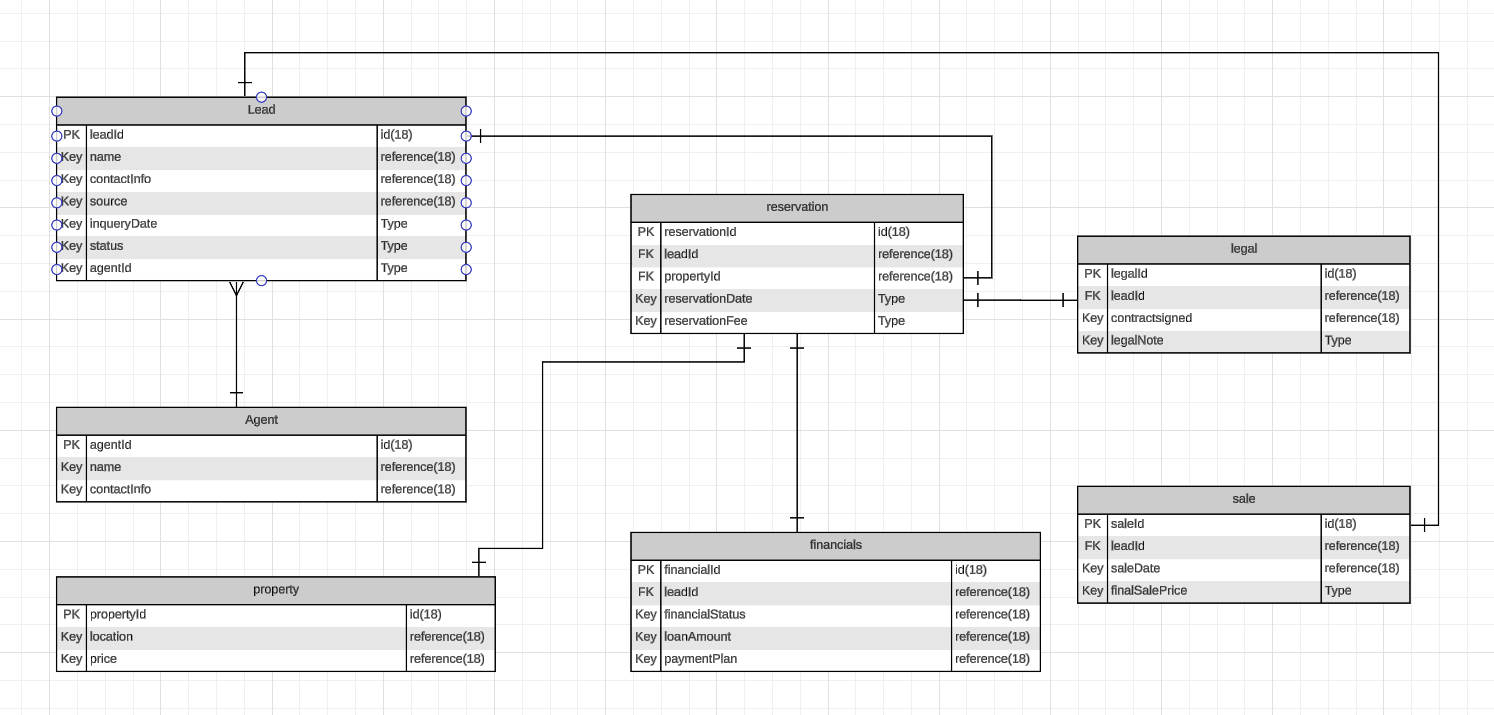 Lead
PK leadId id(18)
Key name reference(18)
Key contactInfo reference(18)
Key source reference(18)
Key inqueryDate Type
Key status Type
Key agentId Type
reservation
PK reservationId id(18)
FK leadId reference(18)
FK propertyId reference(18)
Key reservationDate Type
Key reservationFee Type
legal
PK legalId id(18)
FK leadId reference(18)
Key contractsigned reference(18)
Key legalNote Type
Agent
PK agentId id(18)
Key name reference(18)
Key contactInfo reference(18)
sale
PK saleId id(18)
FK leadId reference(18)
Key saleDate reference(18)
Key finalSalePrice Type
financials
PK financialId id(18)
FK leadId reference(18)
Key financialStatus reference(18)
Key loanAmount reference(18)
Key paymentPlan reference(18)
property
PK propertyId id(18)
Key location reference(18)
Key price reference(18)